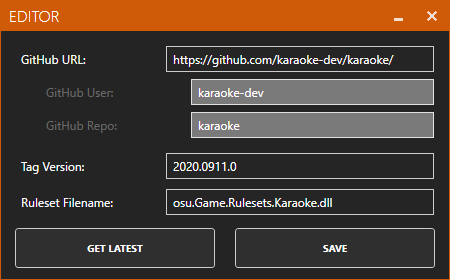 EDITOR
GitHub URL: https://github.com/karaoke-dev/karaoke/
GitHub User: karaoke-dev
GitHub Repo: karaoke
Tag Version: 2020.0911.0
Ruleset Filename: osu.Game.Rulesets.Karaoke.dll
GET LATEST SAVE